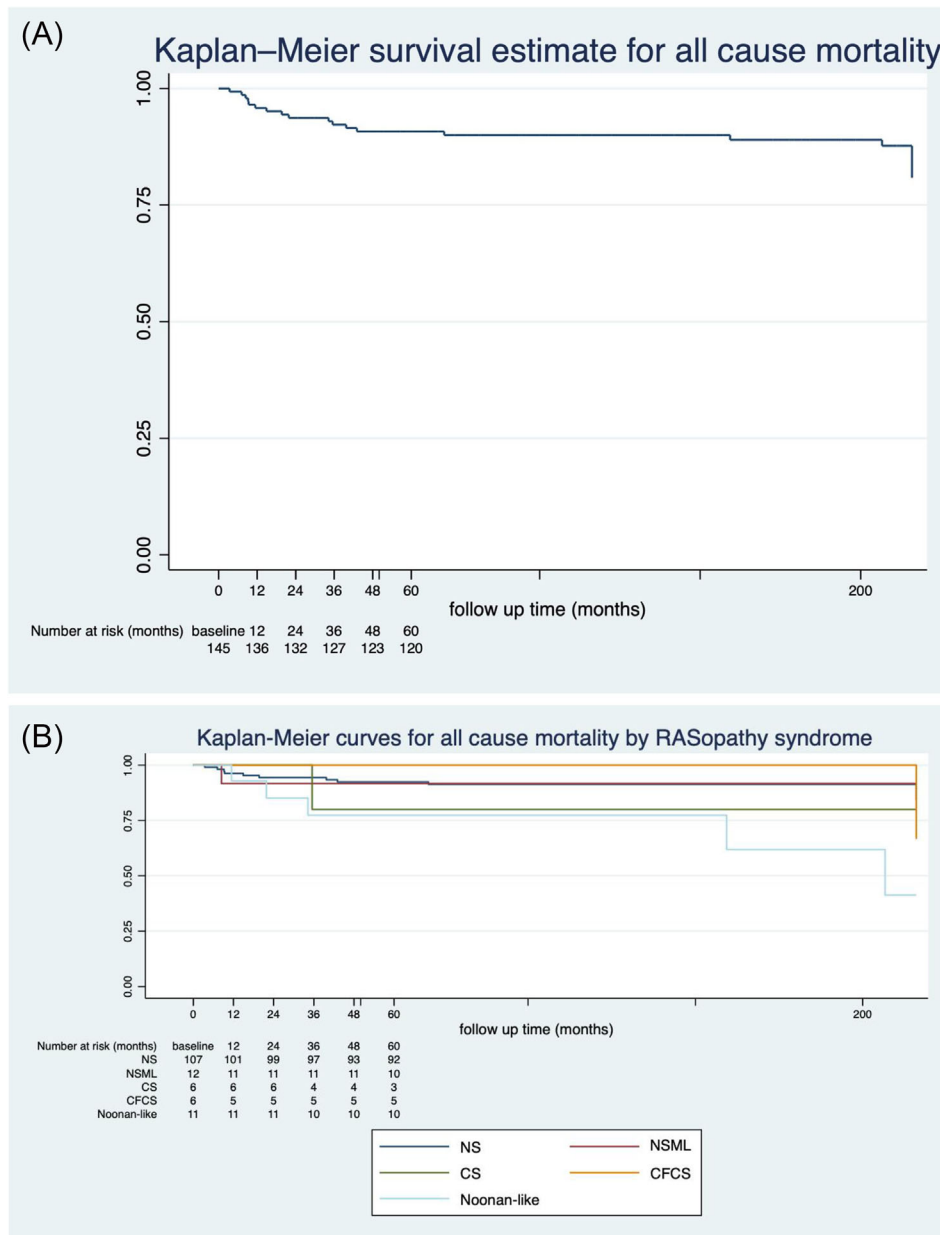 (A)
Kaplan–Meier survival estimate for all cause mortality
1.00
0.75
0.50
0.25
0.00
0 12 24 36 48 60 200
follow up time (months)
Number at risk (months) baseline 12 24 36 48 60
145 136 132 127 123 120
(B)
Kaplan-Meier curves for all cause mortality by RASopathy syndrome
1.00
0.75
0.50
0.25
0.00
0 12 24 36 48 60 200
follow up time (months)
Number at risk (months) baseline 12 24 36 48 60
NS 107 101 99 97 93 92
NSML 12 11 11 11 11 10
CS 6 6 6 4 4 3
CFCS 6 5 5 5 5 5
Noonan-like 11 11 11 10 10 10
NS NSML
CS CFCS
Noonan-like